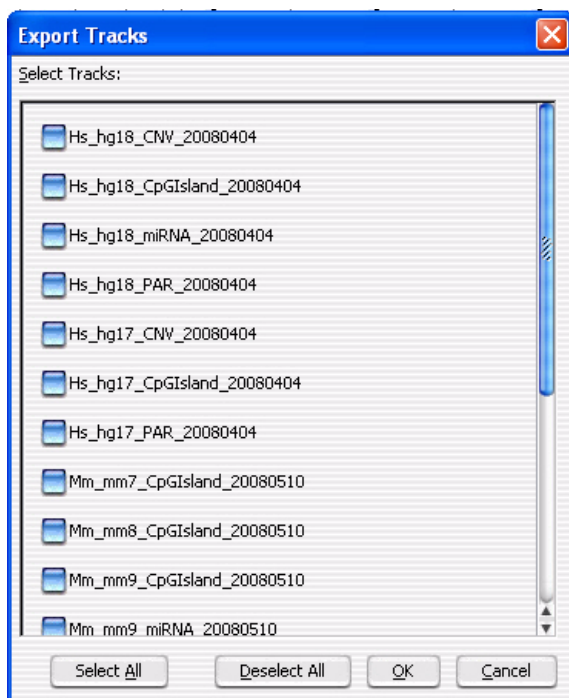 Export Tracks
Select Tracks:
Hs_hg18_CNV_20080404
Hs_hg18_CpGIsland_20080404
Hs_hg18_miRNA_20080404
Hs_hg18_PAR_20080404
Hs_hg17_CNV_20080404
Hs_hg17_CpGIsland_20080404
Hs_hg17_PAR_20080404
Mm_mm7_CpGIsland_20080510
Mm_mm8_CpGIsland_20080510
Mm_mm9_CpGIsland_20080510
Mm_mm9_miRNA_20080510
Select All Deselect All OK Cancel